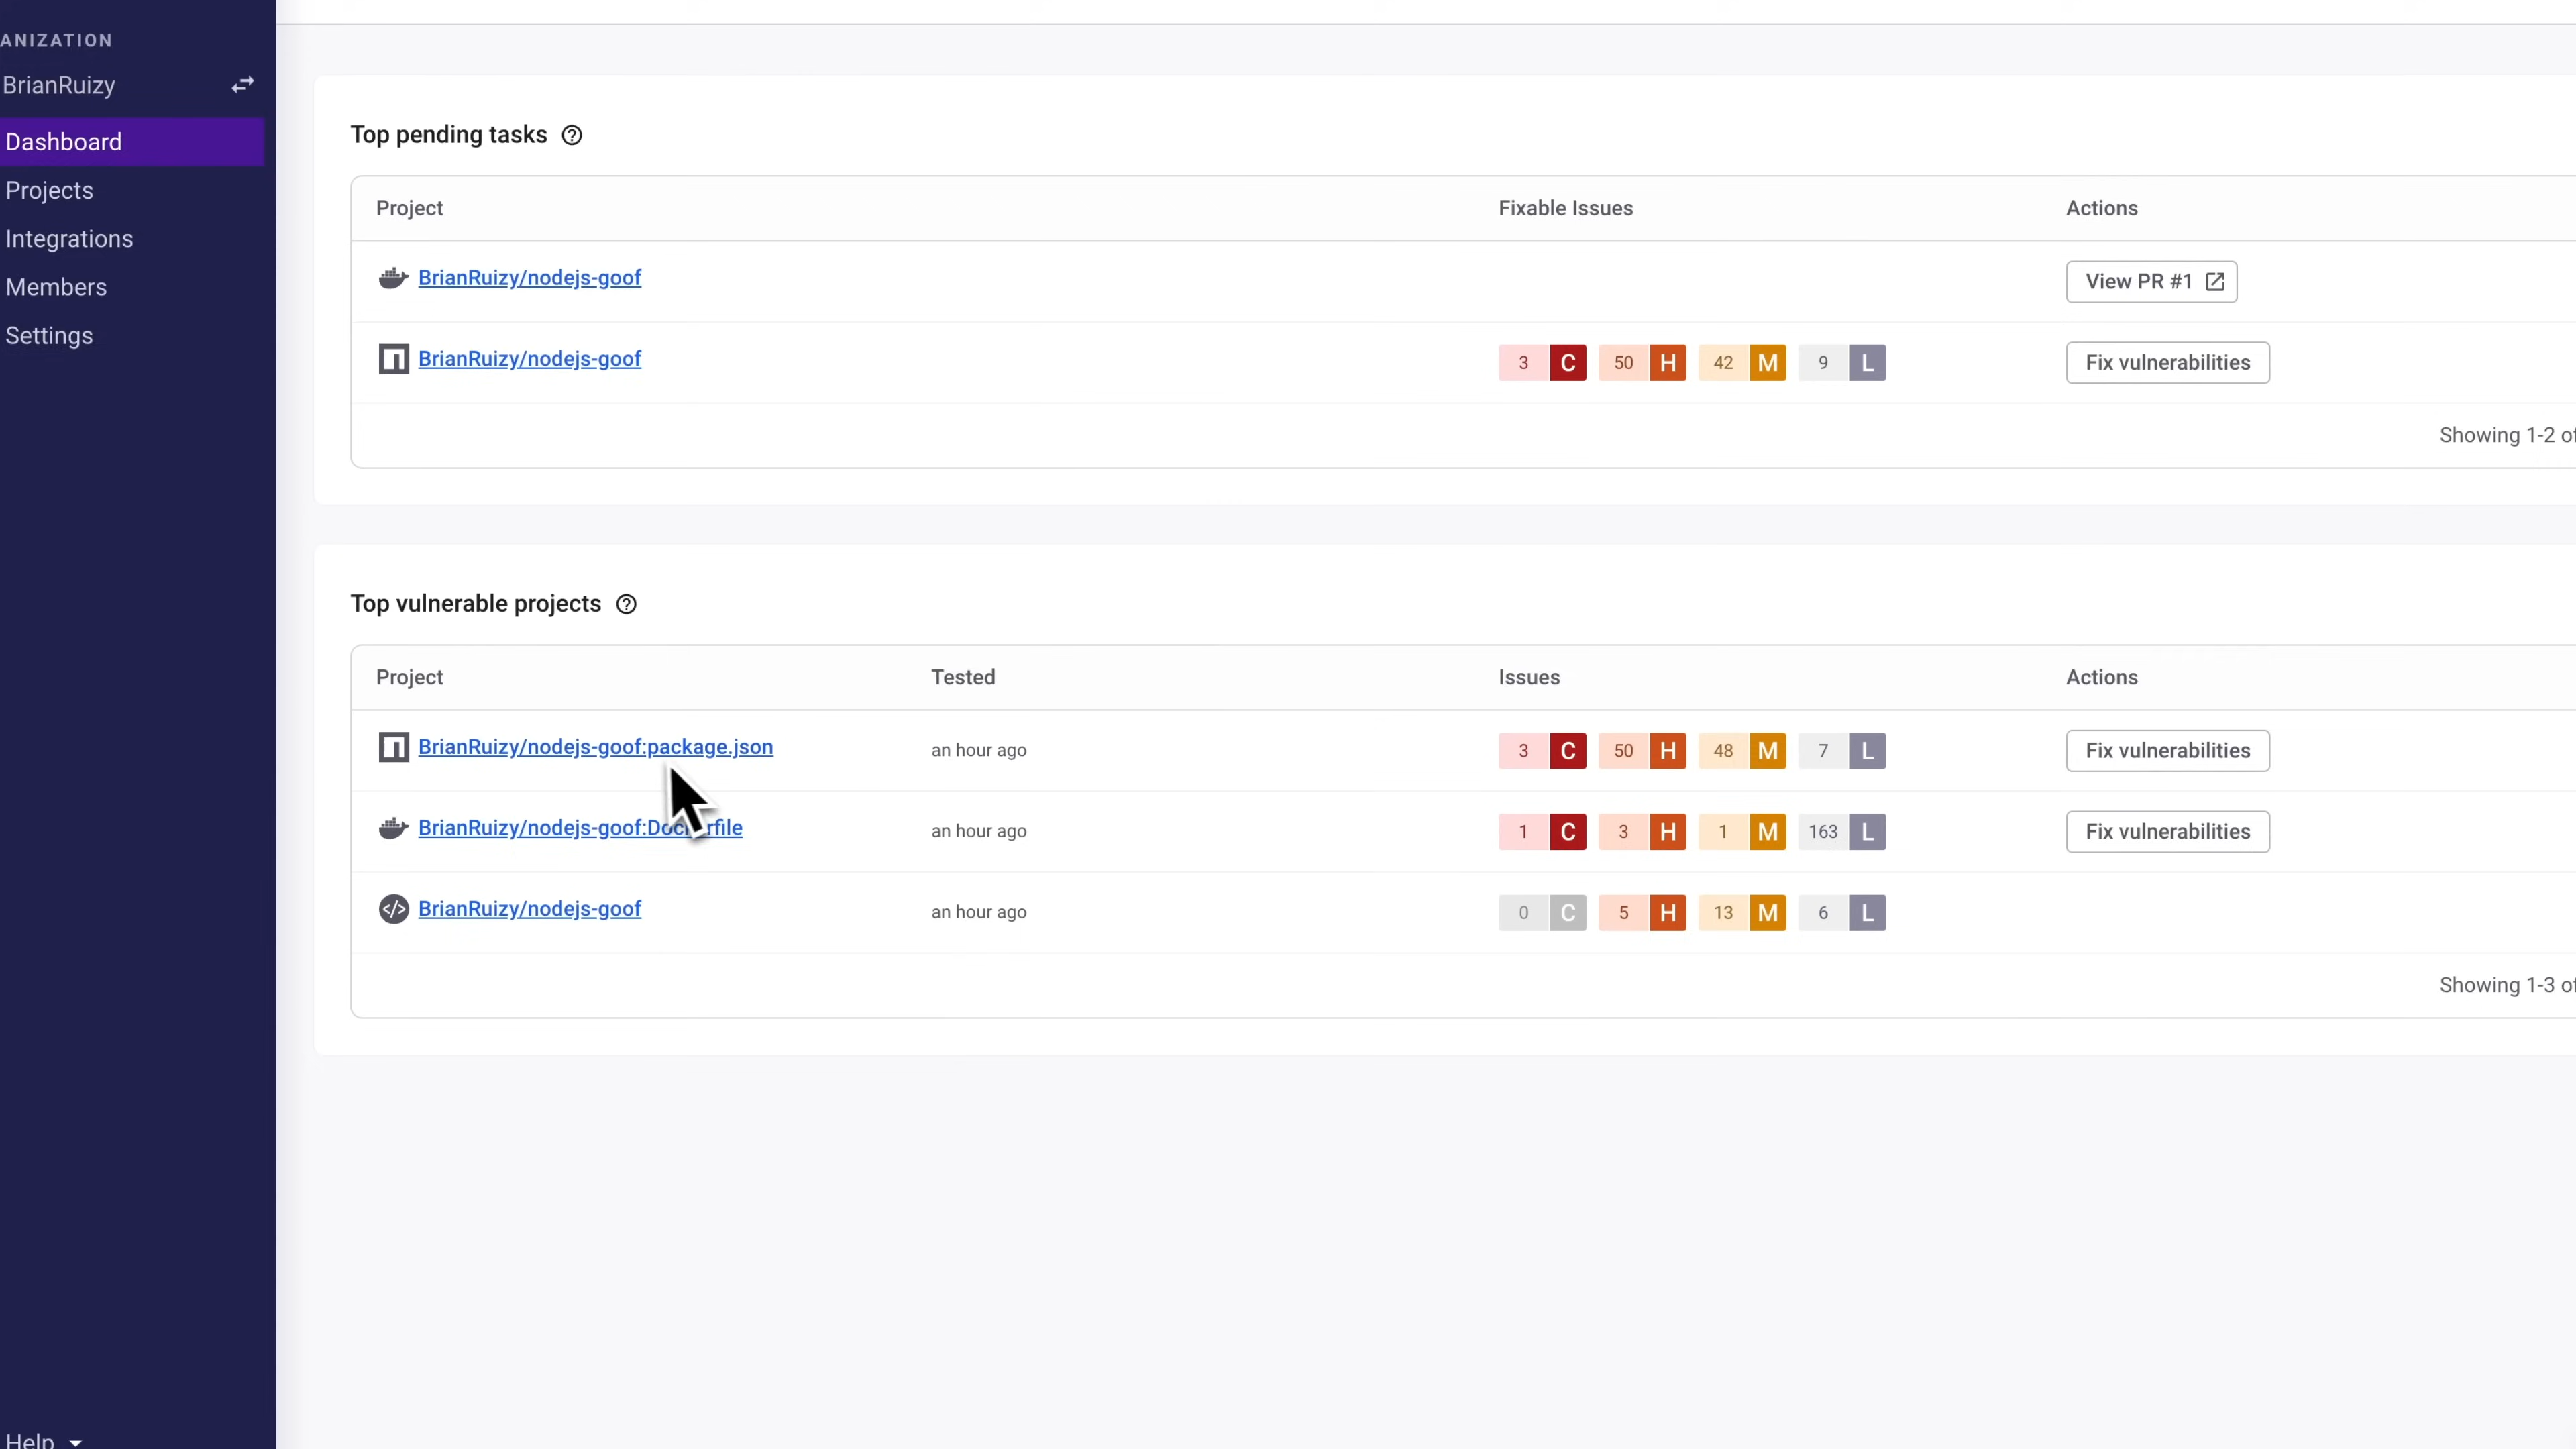 ANIZATION
BrianRuizy
Dashboard
Projects
Integrations
Members
Settings
Help
Top pending tasks
Project Fixable Issues Actions
BrianRuizy/nodejs-goof View PR #1
BrianRuizy/nodejs-goof 3 C 50 H 42 M 9 L Fix vulnerabilities
Showing 1-2 of
Top vulnerable projects
Project Tested Issues Actions
BrianRuizy/nodejs-goof:package.json an hour ago 3 C 50 H 48 M 7 L Fix vulnerabilities
BrianRuizy/nodejs-goof:Dockerfile an hour ago 1 C 3 H 1 M 163 L Fix vulnerabilities
BrianRuizy/nodejs-goof an hour ago 0 C 5 H 13 M 6 L
Showing 1-3 of